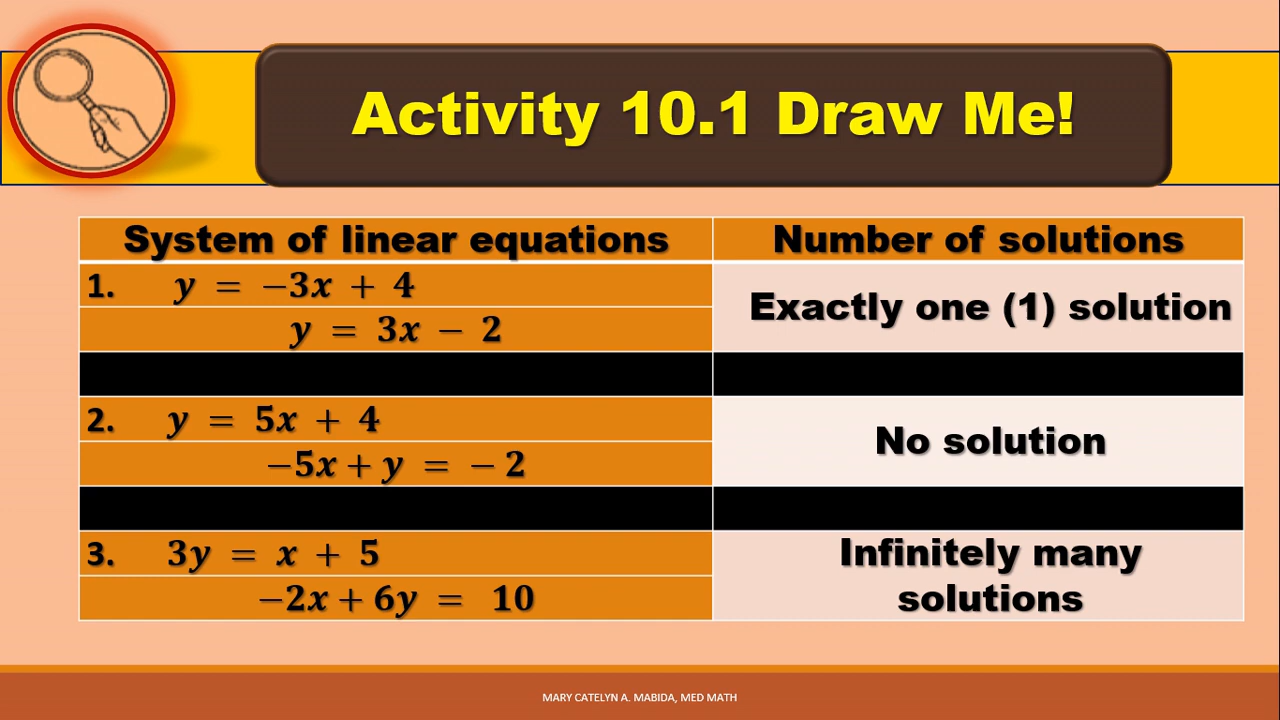 Activity 10.1 Draw Me!
System of linear equations
Number of solutions
1. y = −3x + 4
y = 3x − 2
Exactly one (1) solution
2. y = 5x + 4
−5x + y = − 2
No solution
3. 3y = x + 5
−2x + 6y = 10
Infinitely many
solutions
MARY CATELYN A. MABIDA, MED MATH